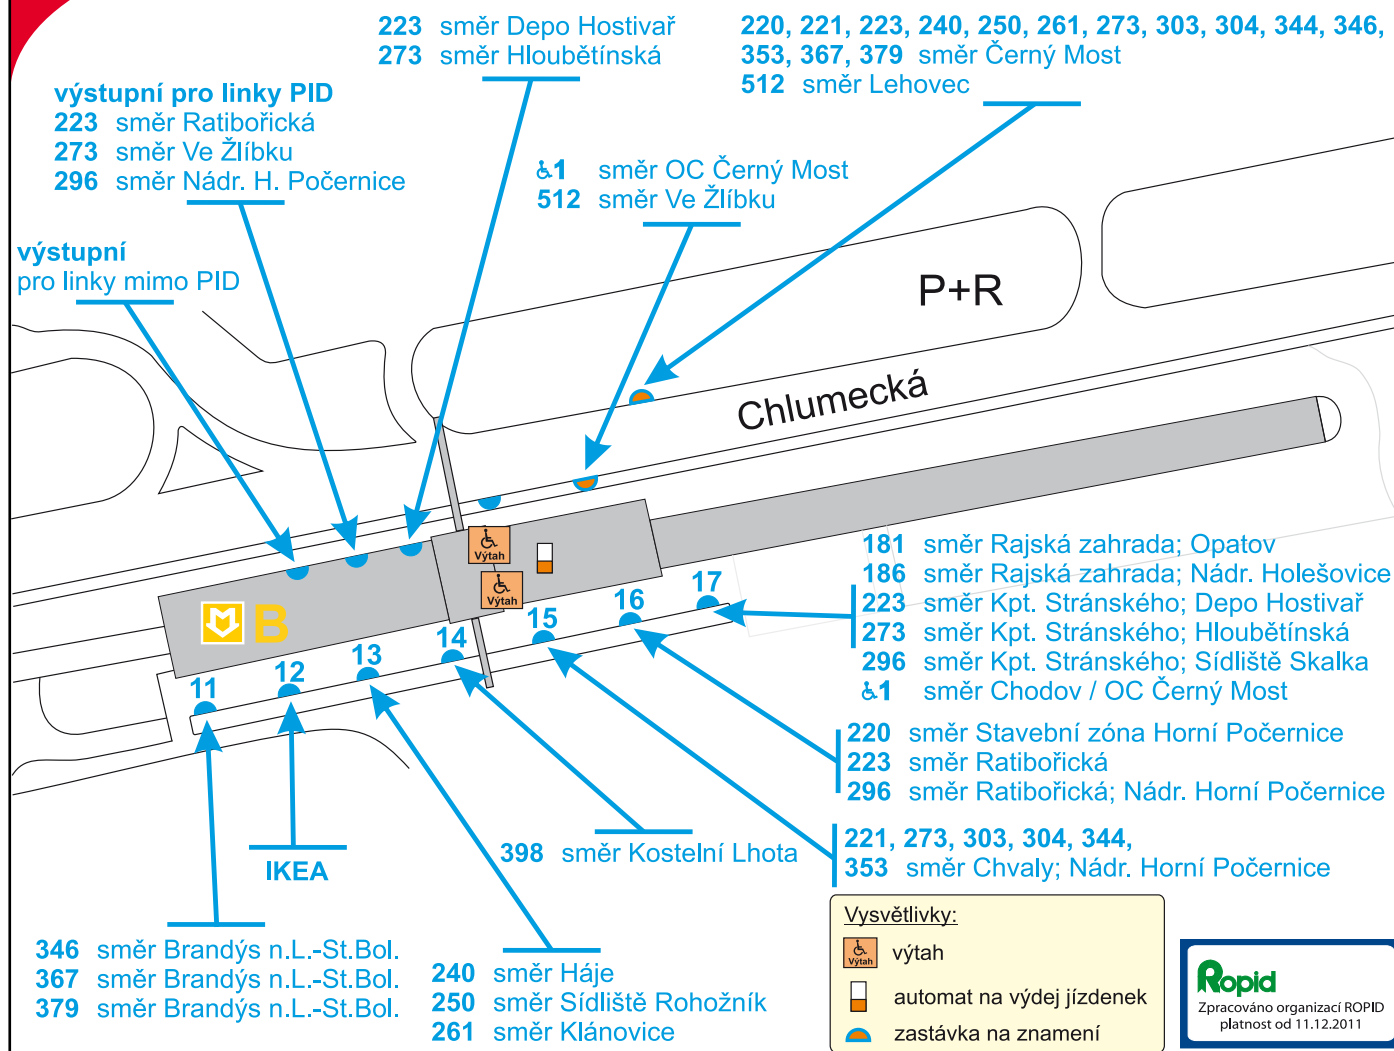 223 směr Depo Hostivař
273 směr Hloubětínská
220, 221, 223, 240, 250, 261, 273, 303, 304, 344, 346,
353, 367, 379 směr Černý Most
512 směr Lehovec
výstupní pro linky PID
223 směr Ratibořická
273 směr Ve Žlíbku
296 směr Nádr. H. Počernice
♿1 směr OC Černý Most
512 směr Ve Žlíbku
výstupní
pro linky mimo PID
P+R
Chlumecká
Výtah
Výtah
B
11
12
13
14
15
16
17
181 směr Rajská zahrada; Opatov
186 směr Rajská zahrada; Nádr. Holešovice
223 směr Kpt. Stránského; Depo Hostivař
273 směr Kpt. Stránského; Hloubětínská
296 směr Kpt. Stránského; Sídliště Skalka
♿1 směr Chodov / OC Černý Most
220 směr Stavební zóna Horní Počernice
223 směr Ratibořická
296 směr Ratibořická; Nádr. Horní Počernice
221, 273, 303, 304, 344,
353 směr Chvaly; Nádr. Horní Počernice
398 směr Kostelní Lhota
IKEA
346 směr Brandýs n.L.-St.Bol.
367 směr Brandýs n.L.-St.Bol.
379 směr Brandýs n.L.-St.Bol.
240 směr Háje
250 směr Sídliště Rohožník
261 směr Klánovice
Vysvětlivky:
Výtah výtah
automat na výdej jízdenek
zastávka na znamení
Ropid
Zpracováno organizací ROPID
platnost od 11.12.2011